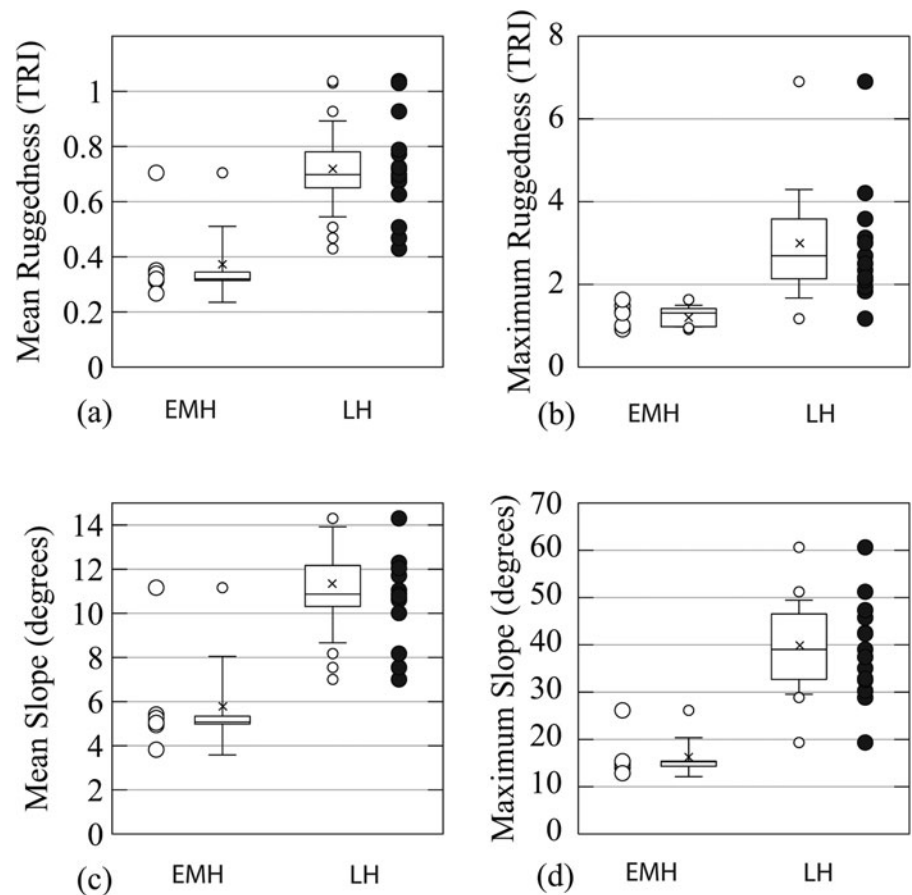 Mean Ruggedness (TRI)
1
0.8
0.6
0.4
0.2
0
(a)
EMH
LH
Maximum Ruggedness (TRI)
8
6
4
2
0
(b)
EMH
LH
Mean Slope (degrees)
14
12
10
8
6
4
2
0
(c)
EMH
LH
Maximum Slope (degrees)
70
60
50
40
30
20
10
0
(d)
EMH
LH